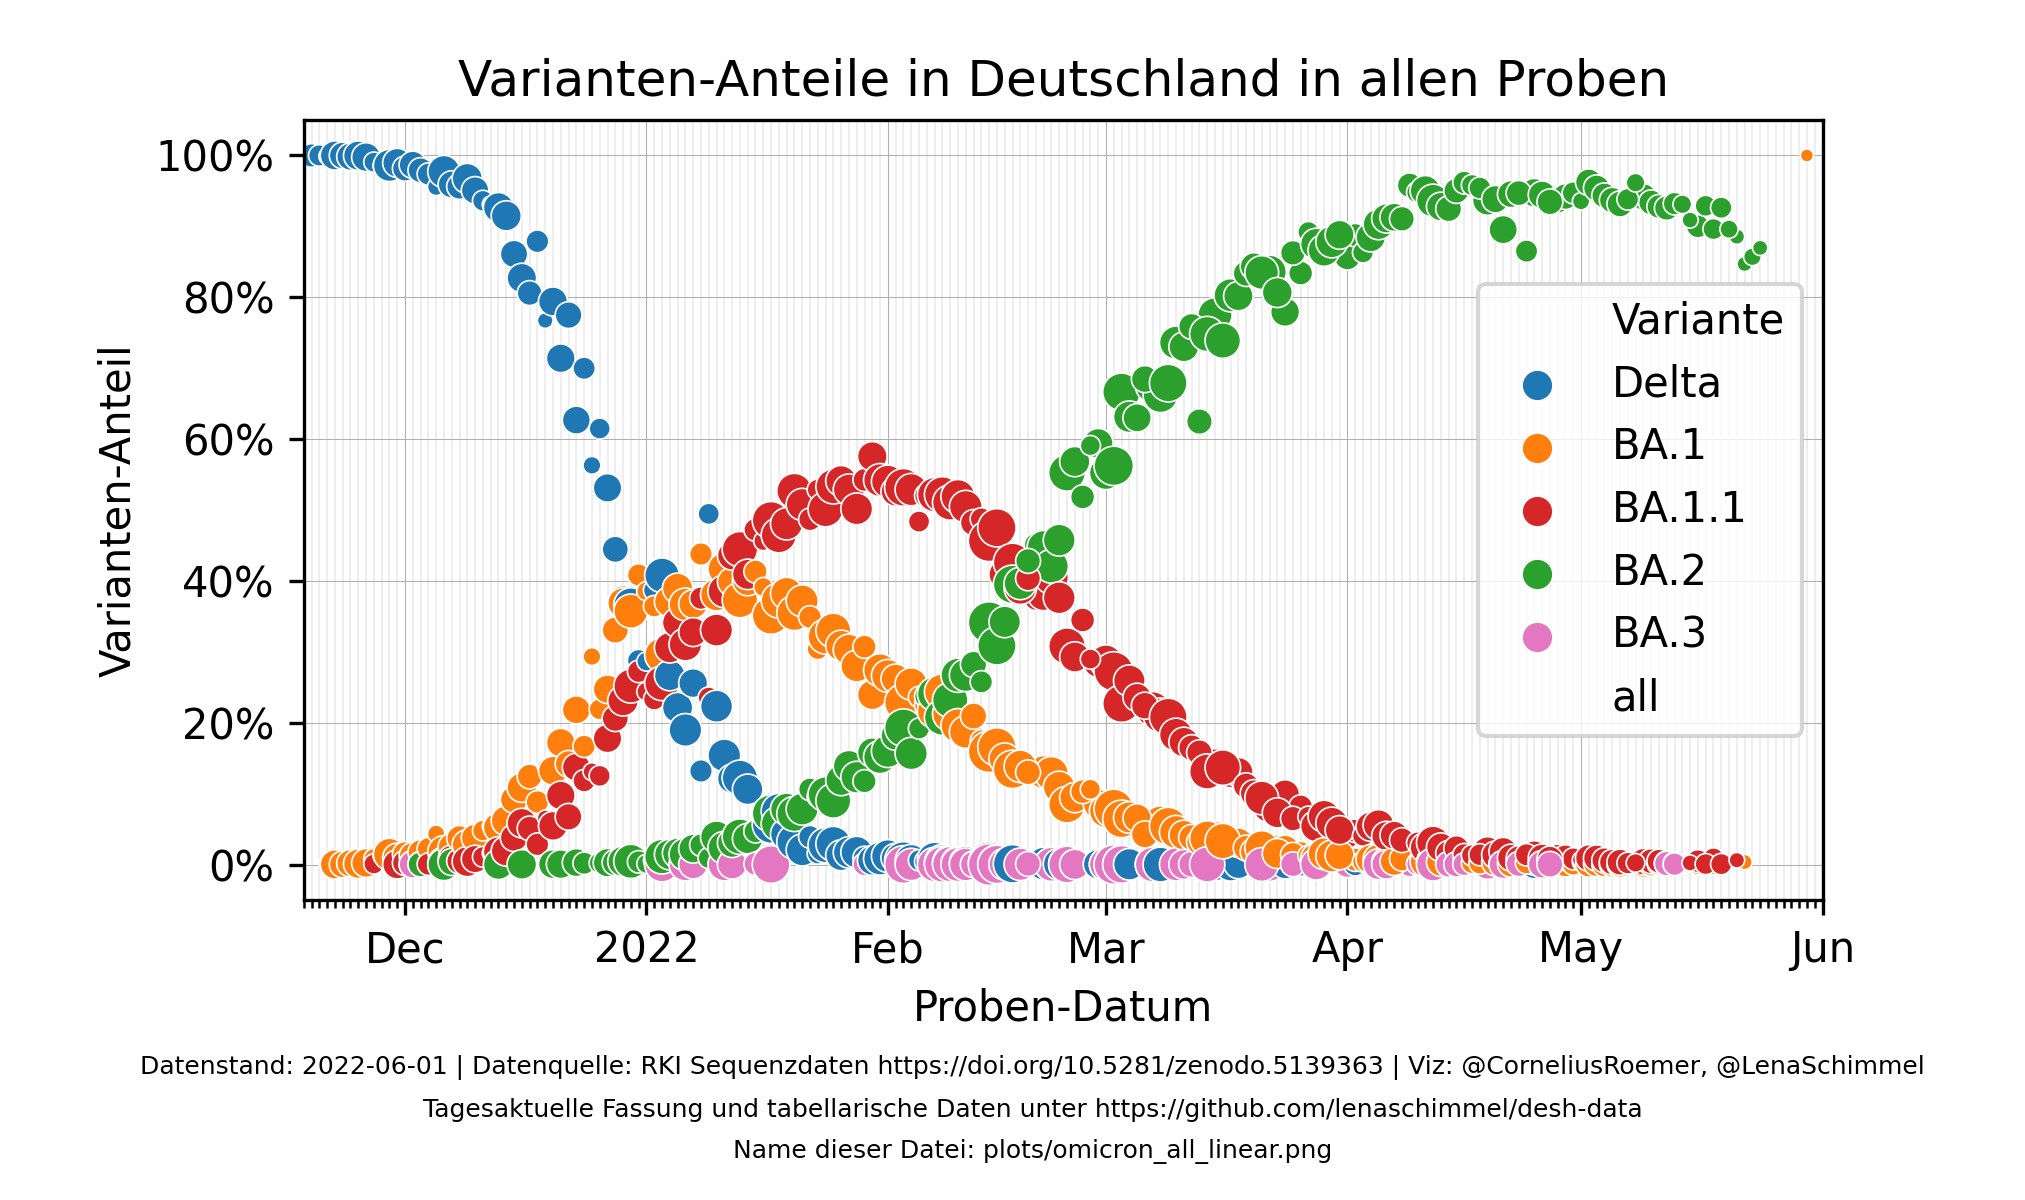 Varianten-Anteile in Deutschland in allen Proben
100%
80%
60%
40%
20%
0%
Varianten-Anteil
Variante
Delta
BA.1
BA.1.1
BA.2
BA.3
all
Dec 2022 Feb Mar Apr May Jun
Proben-Datum
Datenstand: 2022-06-01 | Datenquelle: RKI Sequenzdaten https://doi.org/10.5281/zenodo.5139363 | Viz: @CorneliusRoemer, @LenaSchimmel
Tagesaktuelle Fassung und tabellarische Daten unter https://github.com/lenaschimmel/desh-data
Name dieser Datei: plots/omicron_all_linear.png